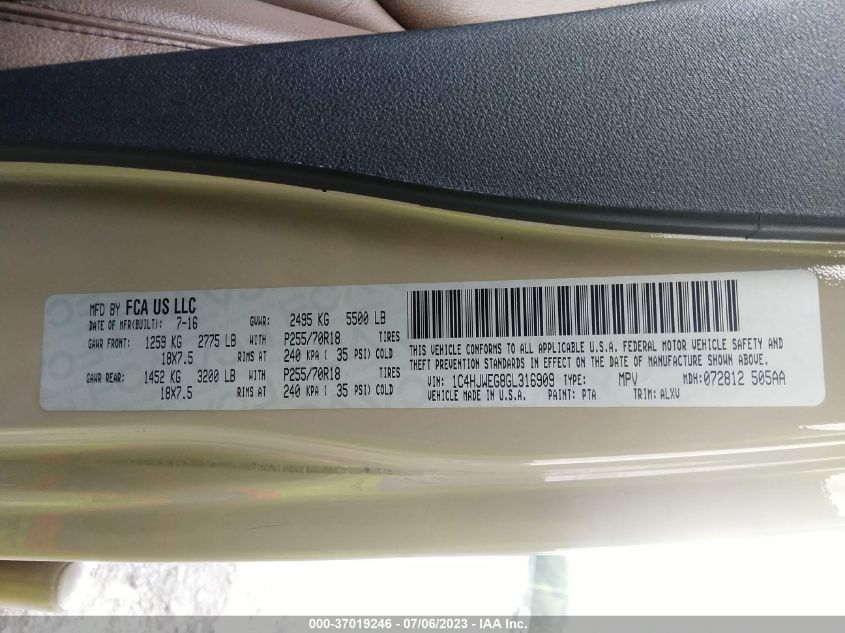 MFD BY FCA US LLC
DATE OF MFR(BUILT): 7-16 GVWR: 2495 KG 5500 LB
GAWR FRONT: 1259 KG 2775 LB WITH P255/70R18 TIRES
18X7.5 RIMS AT 240 KPA ( 35 PSI) COLD
GAWR REAR: 1452 KG 3200 LB WITH P255/70R18 TIRES
18X7.5 RIMS AT 240 KPA ( 35 PSI) COLD
THIS VEHICLE CONFORMS TO ALL APPLICABLE U.S.A. FEDERAL MOTOR VEHICLE SAFETY AND
THEFT PREVENTION STANDARDS IN EFFECT ON THE DATE OF MANUFACTURE SHOWN ABOVE.
VIN: 1C4HJWEG8GL316909 TYPE: MPV MDH:072812 505AA
VEHICLE MADE IN U.S.A. PAINT: PTA TRIM: ALXV
000-37019246 - 07/06/2023 - IAA Inc.